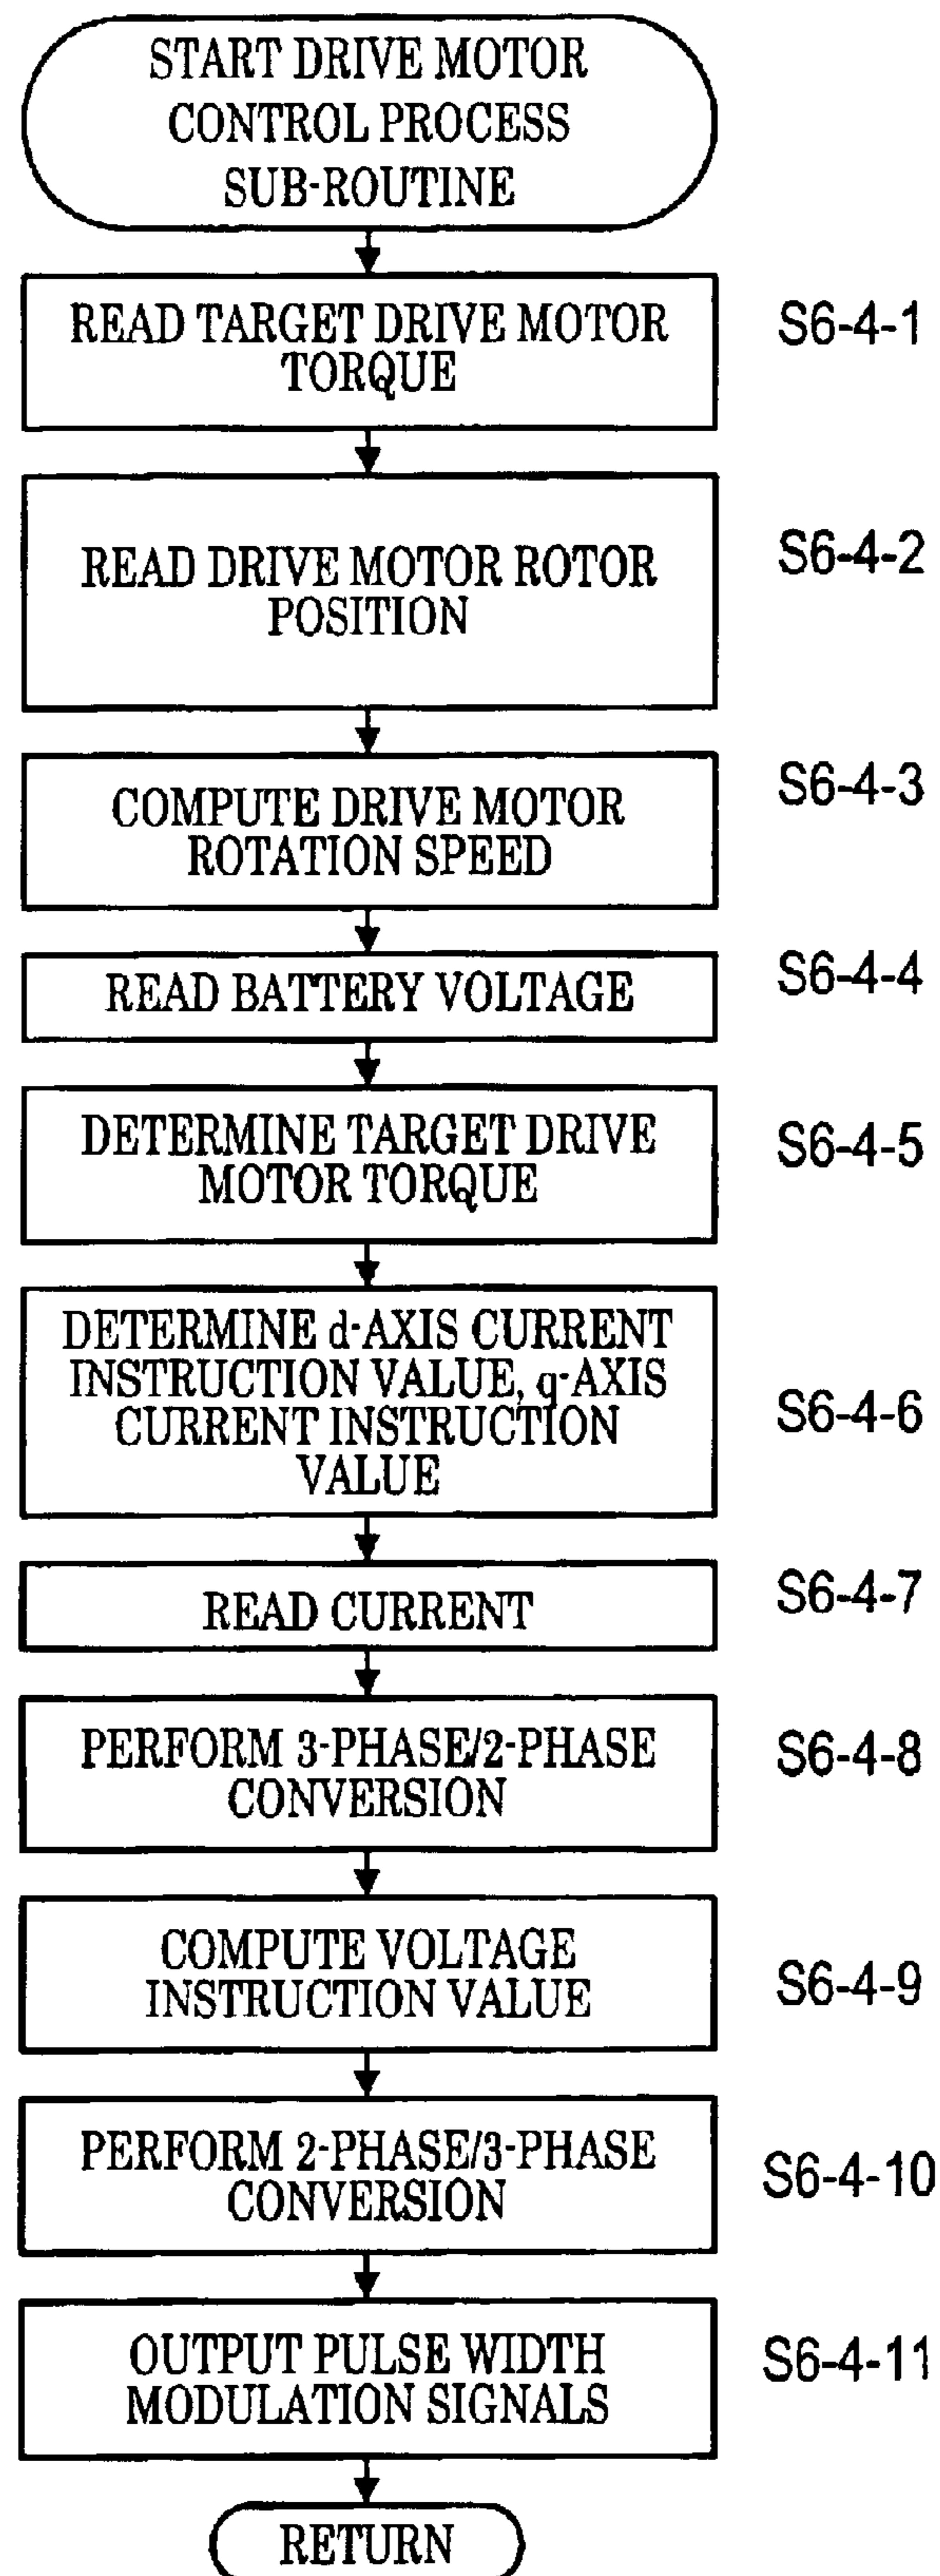 START DRIVE MOTOR
CONTROL PROCESS
SUB-ROUTINE
READ TARGET DRIVE MOTOR
TORQUE
S6-4-1
READ DRIVE MOTOR ROTOR
POSITION
S6-4-2
COMPUTE DRIVE MOTOR
ROTATION SPEED
S6-4-3
READ BATTERY VOLTAGE
S6-4-4
DETERMINE TARGET DRIVE
MOTOR TORQUE
S6-4-5
DETERMINE d-AXIS CURRENT
INSTRUCTION VALUE, q-AXIS
CURRENT INSTRUCTION
VALUE
S6-4-6
READ CURRENT
S6-4-7
PERFORM 3-PHASE/2-PHASE
CONVERSION
S6-4-8
COMPUTE VOLTAGE
INSTRUCTION VALUE
S6-4-9
PERFORM 2-PHASE/3-PHASE
CONVERSION
S6-4-10
OUTPUT PULSE WIDTH
MODULATION SIGNALS
S6-4-11
RETURN